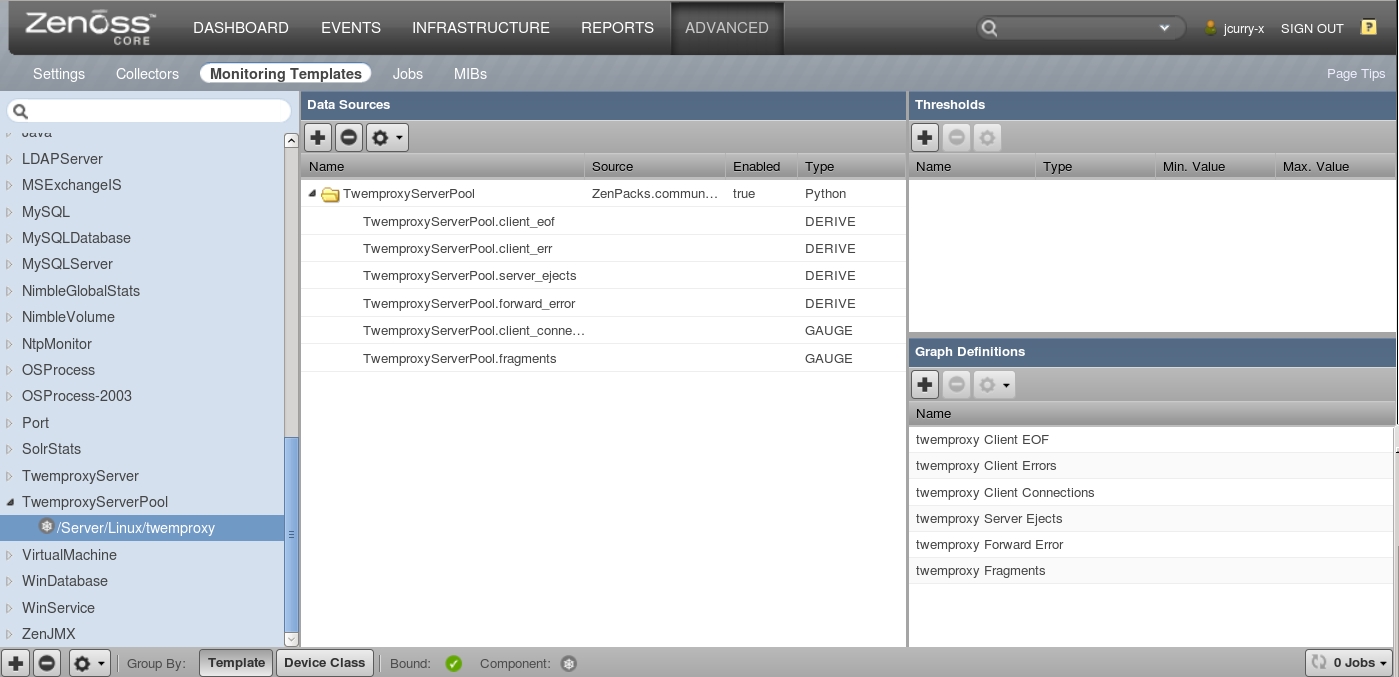 Zenoss CORE
DASHBOARD EVENTS INFRASTRUCTURE REPORTS ADVANCED
jcurry-x SIGN OUT ?
Settings Collectors Monitoring Templates Jobs MIBs Page Tips
Java
LDAPServer
MSExchangeIS
MySQL
MySQLDatabase
MySQLServer
NimbleGlobalStats
NimbleVolume
NtpMonitor
OSProcess
OSProcess-2003
Port
SolrStats
TwemproxyServer
TwemproxyServerPool
/Server/Linux/twemproxy
VirtualMachine
WinDatabase
WinService
ZenJMX
Data Sources
Name Source Enabled Type
TwemproxyServerPool ZenPacks.commun... true Python
TwemproxyServerPool.client_eof DERIVE
TwemproxyServerPool.client_err DERIVE
TwemproxyServerPool.server_ejects DERIVE
TwemproxyServerPool.forward_error DERIVE
TwemproxyServerPool.client_conne... GAUGE
TwemproxyServerPool.fragments GAUGE
Thresholds
Name Type Min. Value Max. Value
Graph Definitions
Name
twemproxy Client EOF
twemproxy Client Errors
twemproxy Client Connections
twemproxy Server Ejects
twemproxy Forward Error
twemproxy Fragments
Group By: Template Device Class Bound: Component: 0 Jobs